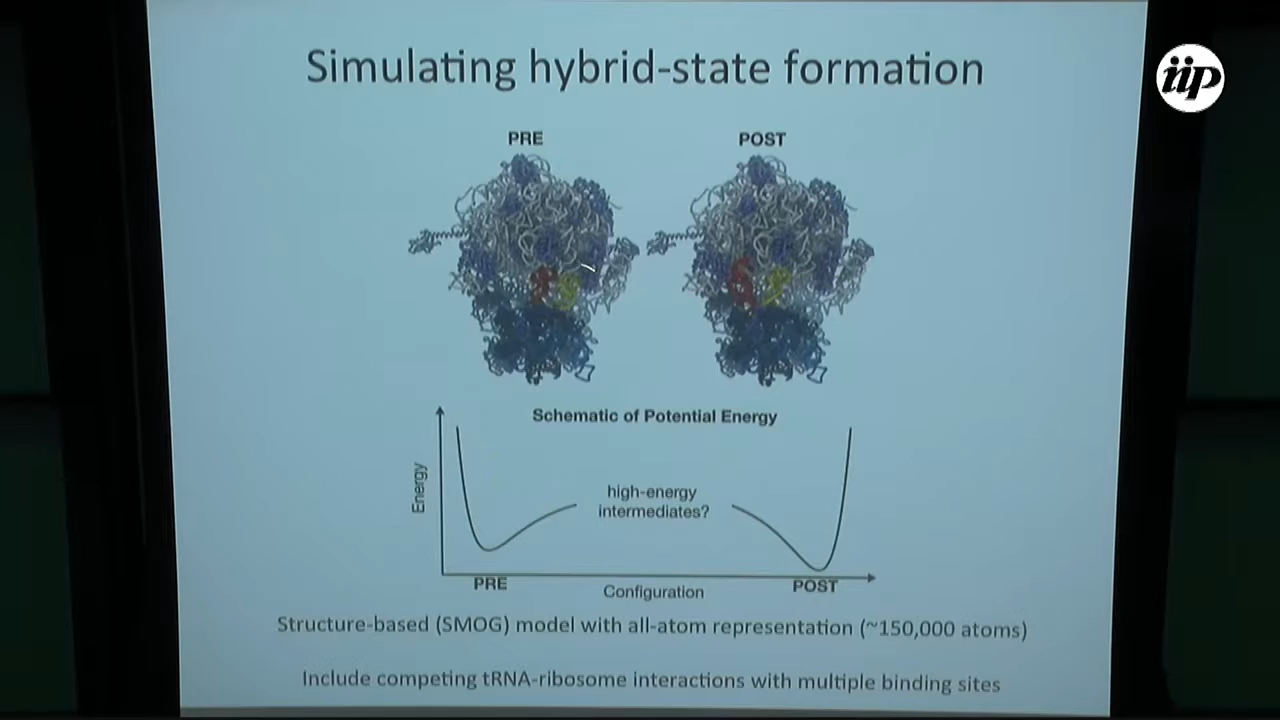 Simulating hybrid-state formation
iip
PRE
POST
Schematic of Potential Energy
Energy
high-energy
intermediates?
PRE
Configuration
POST
Structure-based (SMOG) model with all-atom representation (~150,000 atoms)
Include competing tRNA-ribosome interactions with multiple binding sites